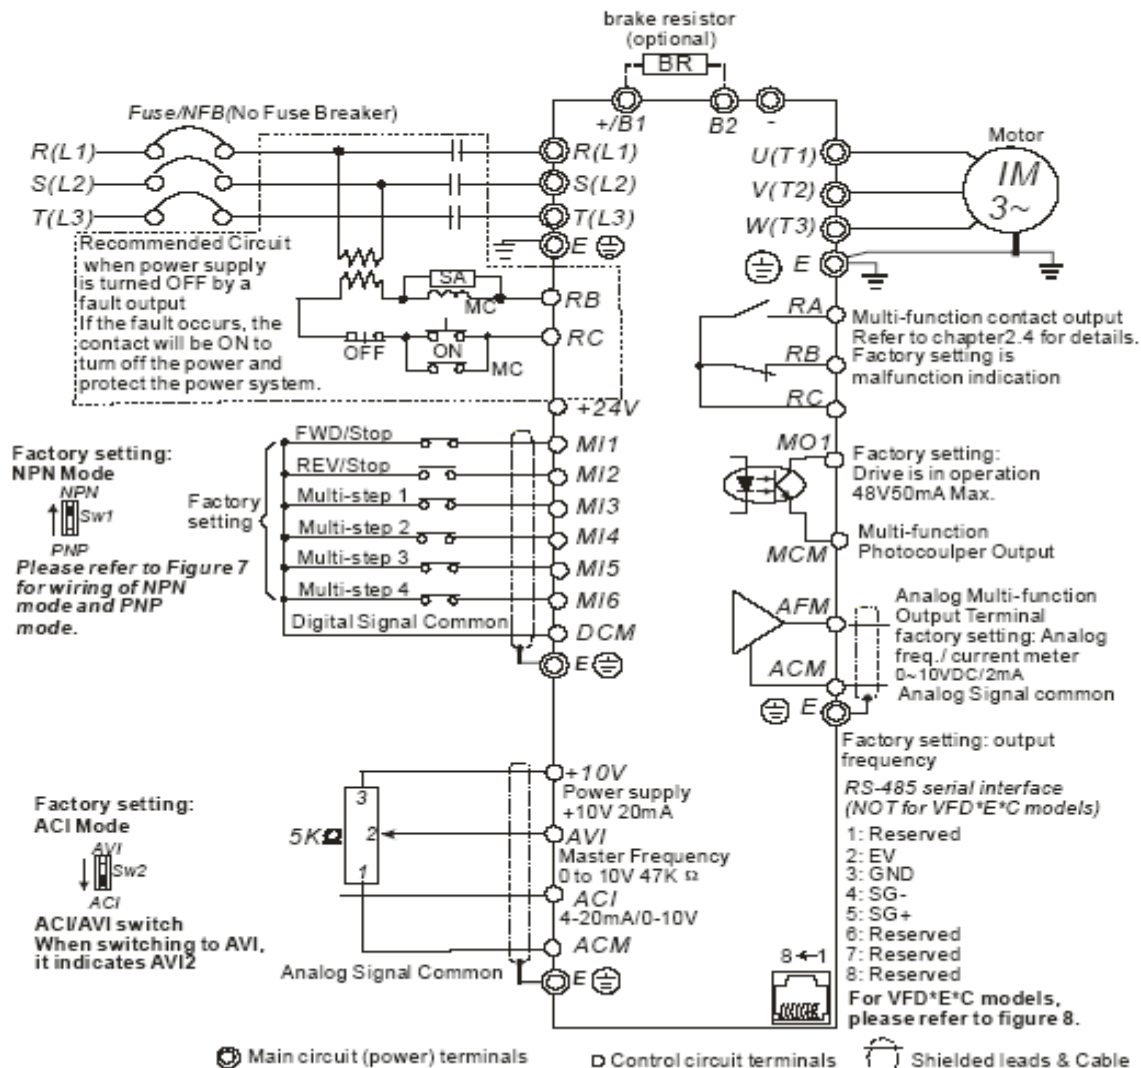 brake resistor
(optional)
BR
Fuse/NFB(No Fuse Breaker)
+/B1
B2
-
R(L1)
S(L2)
T(L3)
R(L1)
S(L2)
T(L3)
E
U(T1)
V(T2)
W(T3)
E
Motor
IM
3~
Recommended Circuit
when power supply
is turned OFF by a
fault output
If the fault occurs, the
contact will be ON to
turn off the power and
protect the power system.
SA
MC
OFF
ON
MC
RB
RC
+24V
RA
RB
RC
Multi-function contact output
Refer to chapter2.4 for details.
Factory setting is
malfunction indication
Factory setting:
NPN Mode
NPN
Sw1
PNP
Please refer to Figure 7
for wiring of NPN
mode and PNP
mode.
Factory
setting
FWD/Stop
REV/Stop
Multi-step 1
Multi-step 2
Multi-step 3
Multi-step 4
Digital Signal Common
MI1
MI2
MI3
MI4
MI5
MI6
DCM
E
MO1
Factory setting:
Drive is in operation
48V50mA Max.
MCM
Multi-function
Photocoulper Output
AFM
ACM
E
Analog Multi-function
Output Terminal
factory setting: Analog
freq./ current meter
0~10VDC/2mA
Analog Signal common
Factory setting: output
frequency
Factory setting:
ACI Mode
AVI
Sw2
ACI
ACI/AVI switch
When switching to AVI,
it indicates AVI2
5KΩ
3
2
1
+10V
Power supply
+10V 20mA
AVI
Master Frequency
0 to 10V 47K Ω
ACI
4-20mA/0-10V
ACM
Analog Signal Common
E
RS-485 serial interface
(NOT for VFD*E*C models)
1: Reserved
2: EV
3: GND
4: SG-
5: SG+
6: Reserved
7: Reserved
8: Reserved
8←1
For VFD*E*C models,
please refer to figure 8.
Main circuit (power) terminals
Control circuit terminals
Shielded leads & Cable